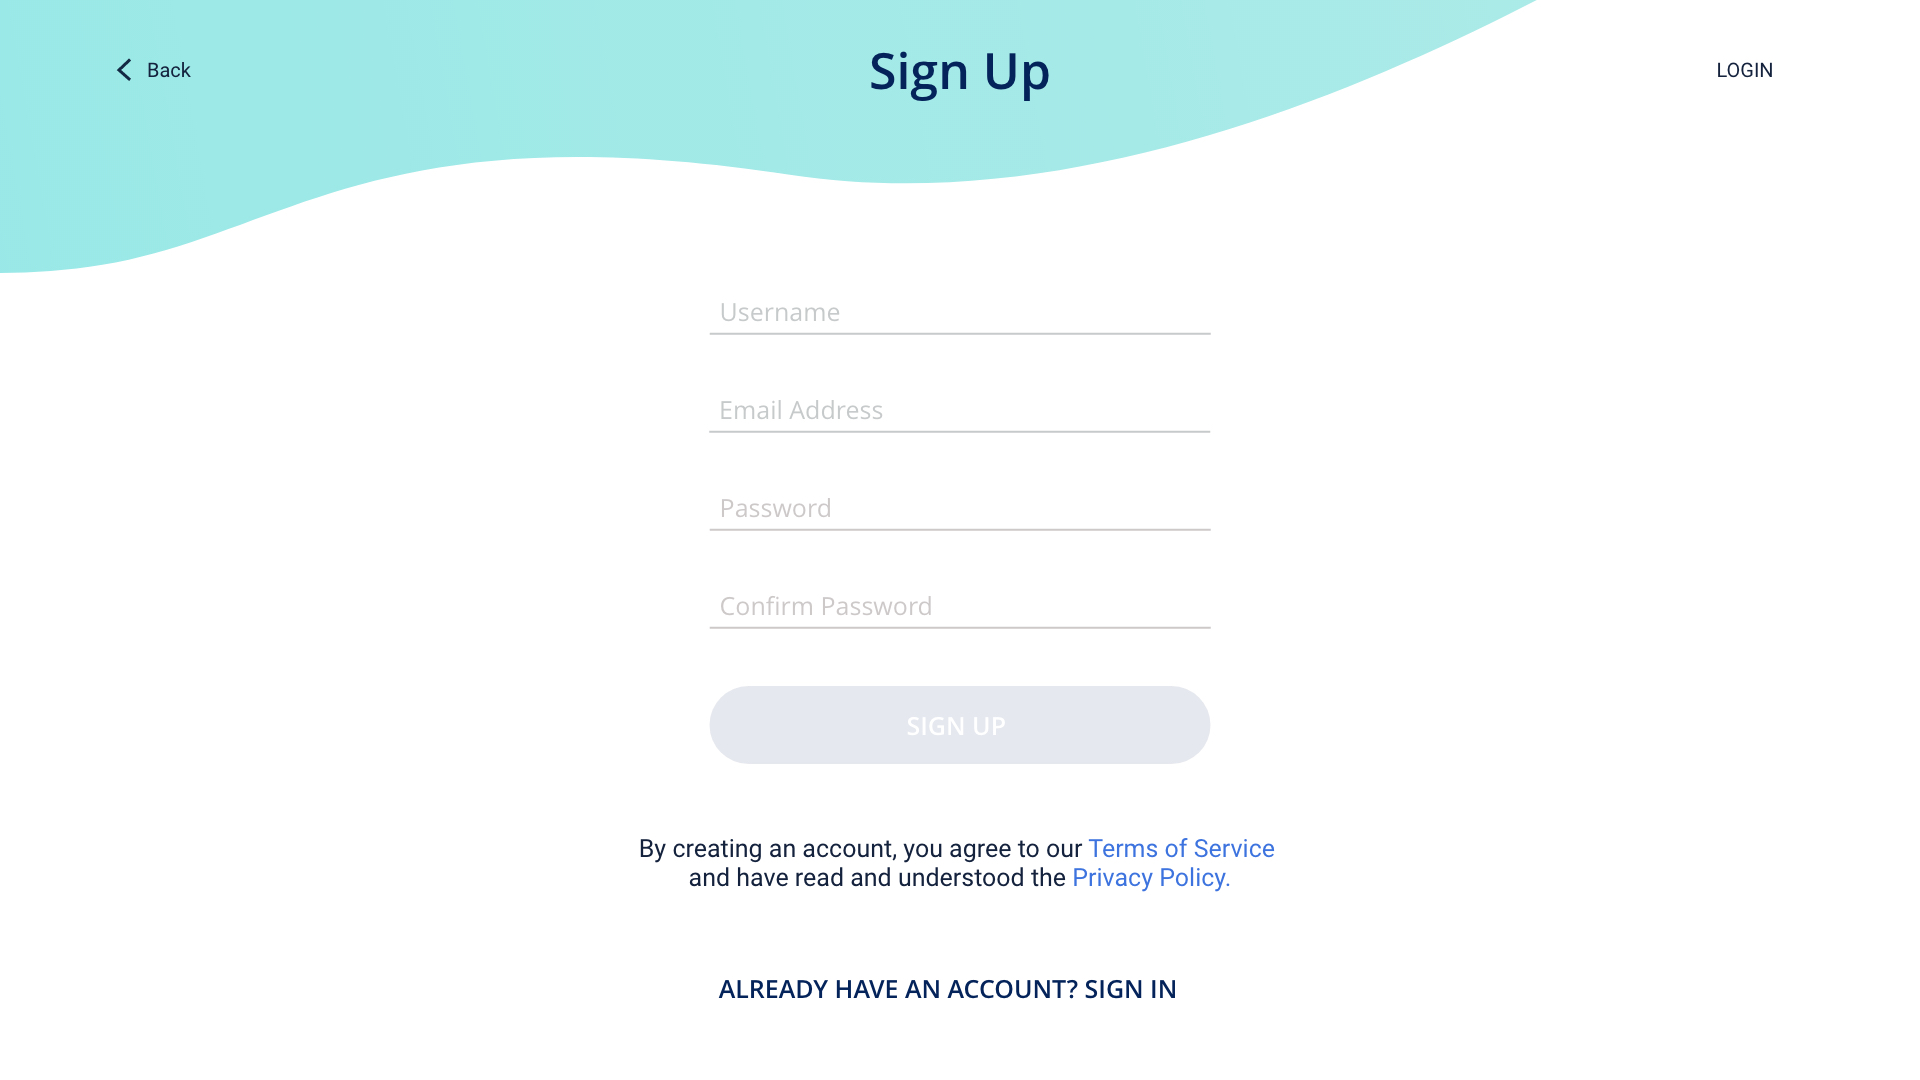 Back
Sign Up
LOGIN
Username
Email Address
Password
Confirm Password
SIGN UP
By creating an account, you agree to our Terms of Service
and have read and understood the Privacy Policy.
ALREADY HAVE AN ACCOUNT? SIGN IN